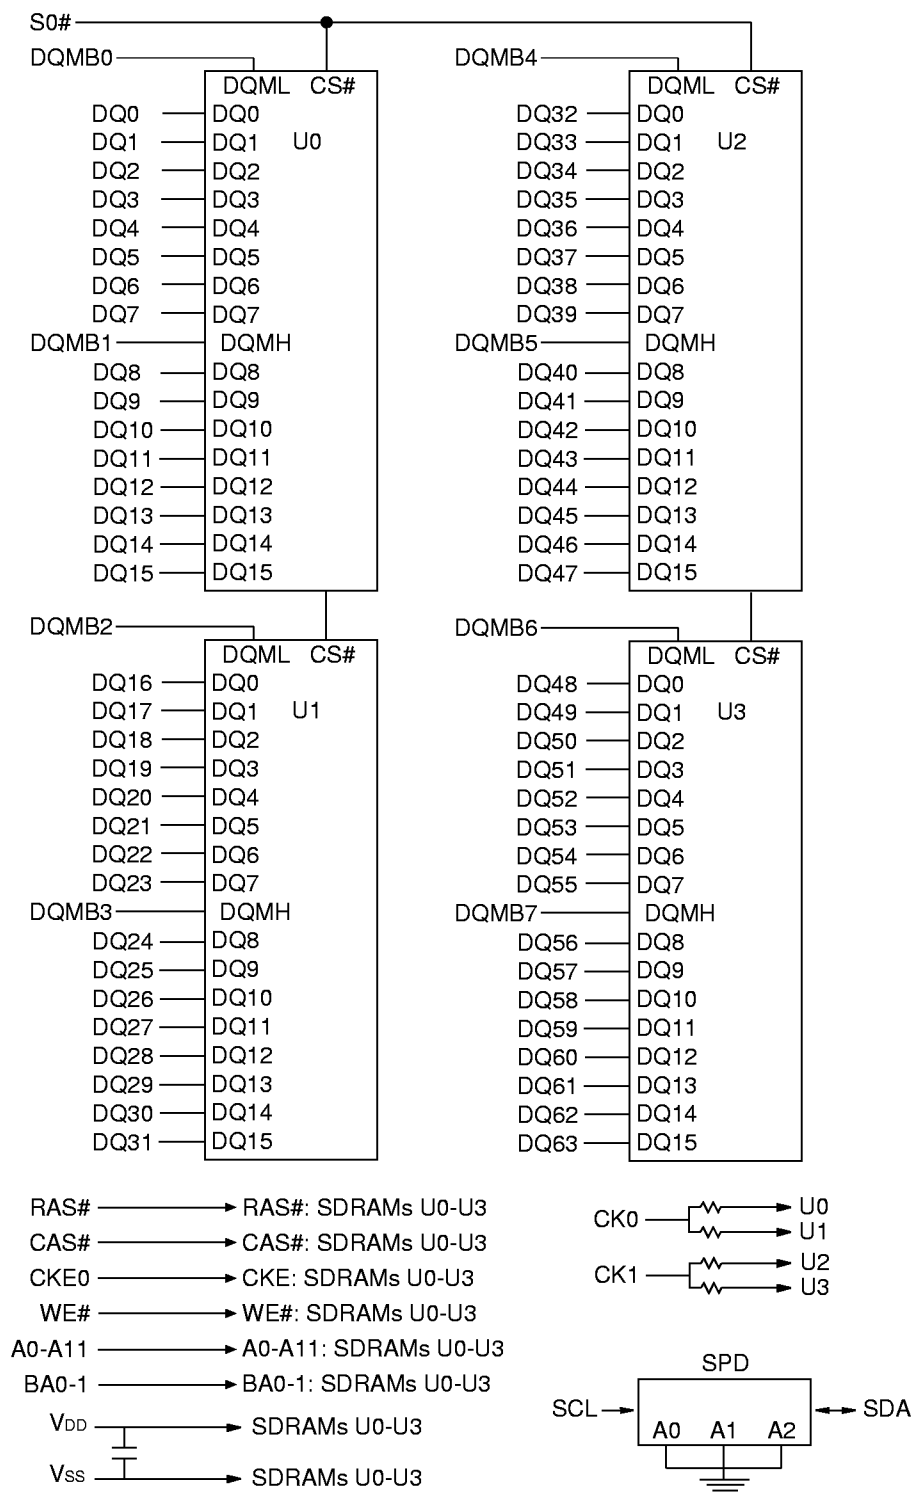 S0#
DQMB0
DQML CS#
DQ0 DQ0
DQ1 DQ1 U0
DQ2 DQ2
DQ3 DQ3
DQ4 DQ4
DQ5 DQ5
DQ6 DQ6
DQ7 DQ7
DQMB1 DQMH
DQ8 DQ8
DQ9 DQ9
DQ10 DQ10
DQ11 DQ11
DQ12 DQ12
DQ13 DQ13
DQ14 DQ14
DQ15 DQ15
DQMB4
DQML CS#
DQ32 DQ0
DQ33 DQ1 U2
DQ34 DQ2
DQ35 DQ3
DQ36 DQ4
DQ37 DQ5
DQ38 DQ6
DQ39 DQ7
DQMB5 DQMH
DQ40 DQ8
DQ41 DQ9
DQ42 DQ10
DQ43 DQ11
DQ44 DQ12
DQ45 DQ13
DQ46 DQ14
DQ47 DQ15
DQMB2
DQML CS#
DQ16 DQ0
DQ17 DQ1 U1
DQ18 DQ2
DQ19 DQ3
DQ20 DQ4
DQ21 DQ5
DQ22 DQ6
DQ23 DQ7
DQMB3 DQMH
DQ24 DQ8
DQ25 DQ9
DQ26 DQ10
DQ27 DQ11
DQ28 DQ12
DQ29 DQ13
DQ30 DQ14
DQ31 DQ15
DQMB6
DQML CS#
DQ48 DQ0
DQ49 DQ1 U3
DQ50 DQ2
DQ51 DQ3
DQ52 DQ4
DQ53 DQ5
DQ54 DQ6
DQ55 DQ7
DQMB7 DQMH
DQ56 DQ8
DQ57 DQ9
DQ58 DQ10
DQ59 DQ11
DQ60 DQ12
DQ61 DQ13
DQ62 DQ14
DQ63 DQ15
RAS# RAS#: SDRAMs U0-U3
CAS# CAS#: SDRAMs U0-U3
CKE0 CKE: SDRAMs U0-U3
WE# WE#: SDRAMs U0-U3
A0-A11 A0-A11: SDRAMs U0-U3
BA0-1 BA0-1: SDRAMs U0-U3
VDD SDRAMs U0-U3
VSS SDRAMs U0-U3
U0
CK0
U1
U2
CK1
U3
SPD
SCL SDA
A0 A1 A2